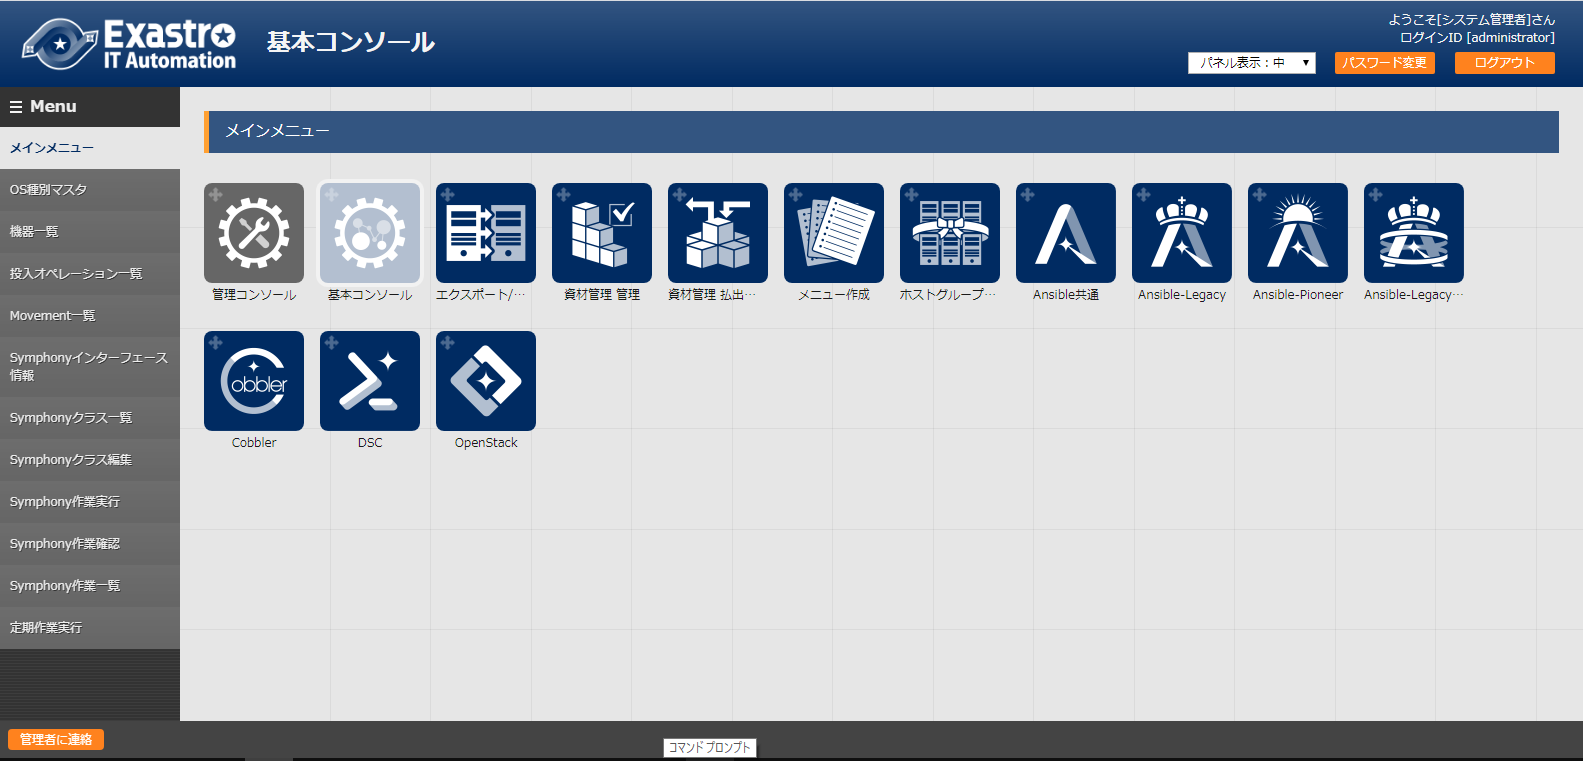 Exastro
IT Automation
基本コンソール
ようこそ[システム管理者]さん
ログインID [administrator]
パネル表示：中
パスワード変更
ログアウト
Menu
メインメニュー
OS種別マスタ
機器一覧
投入オペレーション一覧
Movement一覧
Symphonyインターフェース
情報
Symphonyクラス一覧
Symphonyクラス編集
Symphony作業実行
Symphony作業確認
Symphony作業一覧
定期作業実行
メインメニュー
管理コンソール
基本コンソール
エクスポート/…
資材管理 管理
資材管理 払出…
メニュー作成
ホストグループ…
Ansible共通
Ansible-Legacy
Ansible-Pioneer
Ansible-Legacy…
obbler
Cobbler
DSC
OpenStack
管理者に連絡
コマンド プロンプト